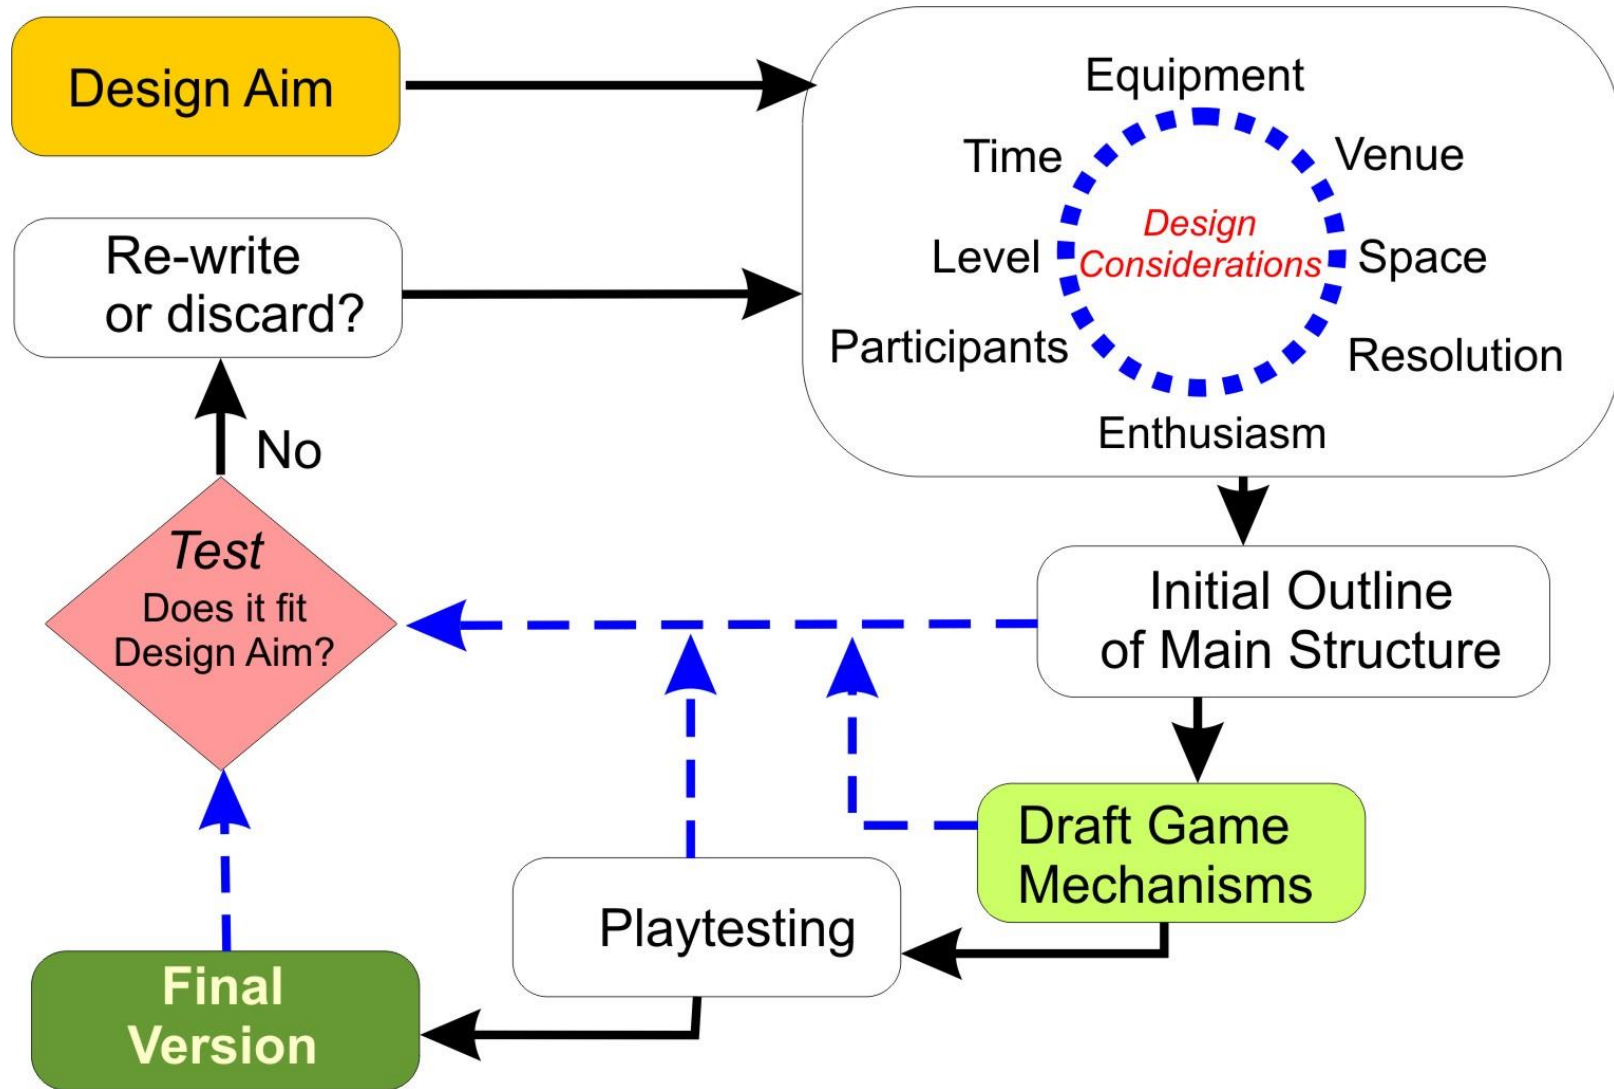 Design Aim
Equipment
Time
Venue
Design
Considerations
Level
Space
Participants
Resolution
Enthusiasm
Re-write
or discard?
No
Test
Does it fit
Design Aim?
Initial Outline
of Main Structure
Draft Game
Mechanisms
Playtesting
Final
Version